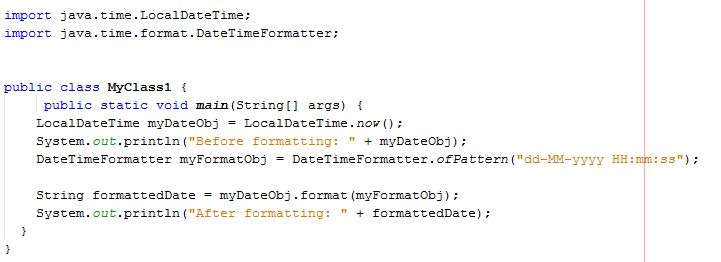 import java.time.LocalDateTime;
import java.time.format.DateTimeFormatter;
public class MyClass1 {
public static void main(String[] args) {
LocalDateTime myDateObj = LocalDateTime.now();
System.out.println("Before formatting: " + myDateObj);
DateTimeFormatter myFormatObj = DateTimeFormatter.ofPattern("dd-MM-yyyy HH:mm:ss");
String formattedDate = myDateObj.format(myFormatObj);
System.out.println("After formatting: " + formattedDate);
}
}